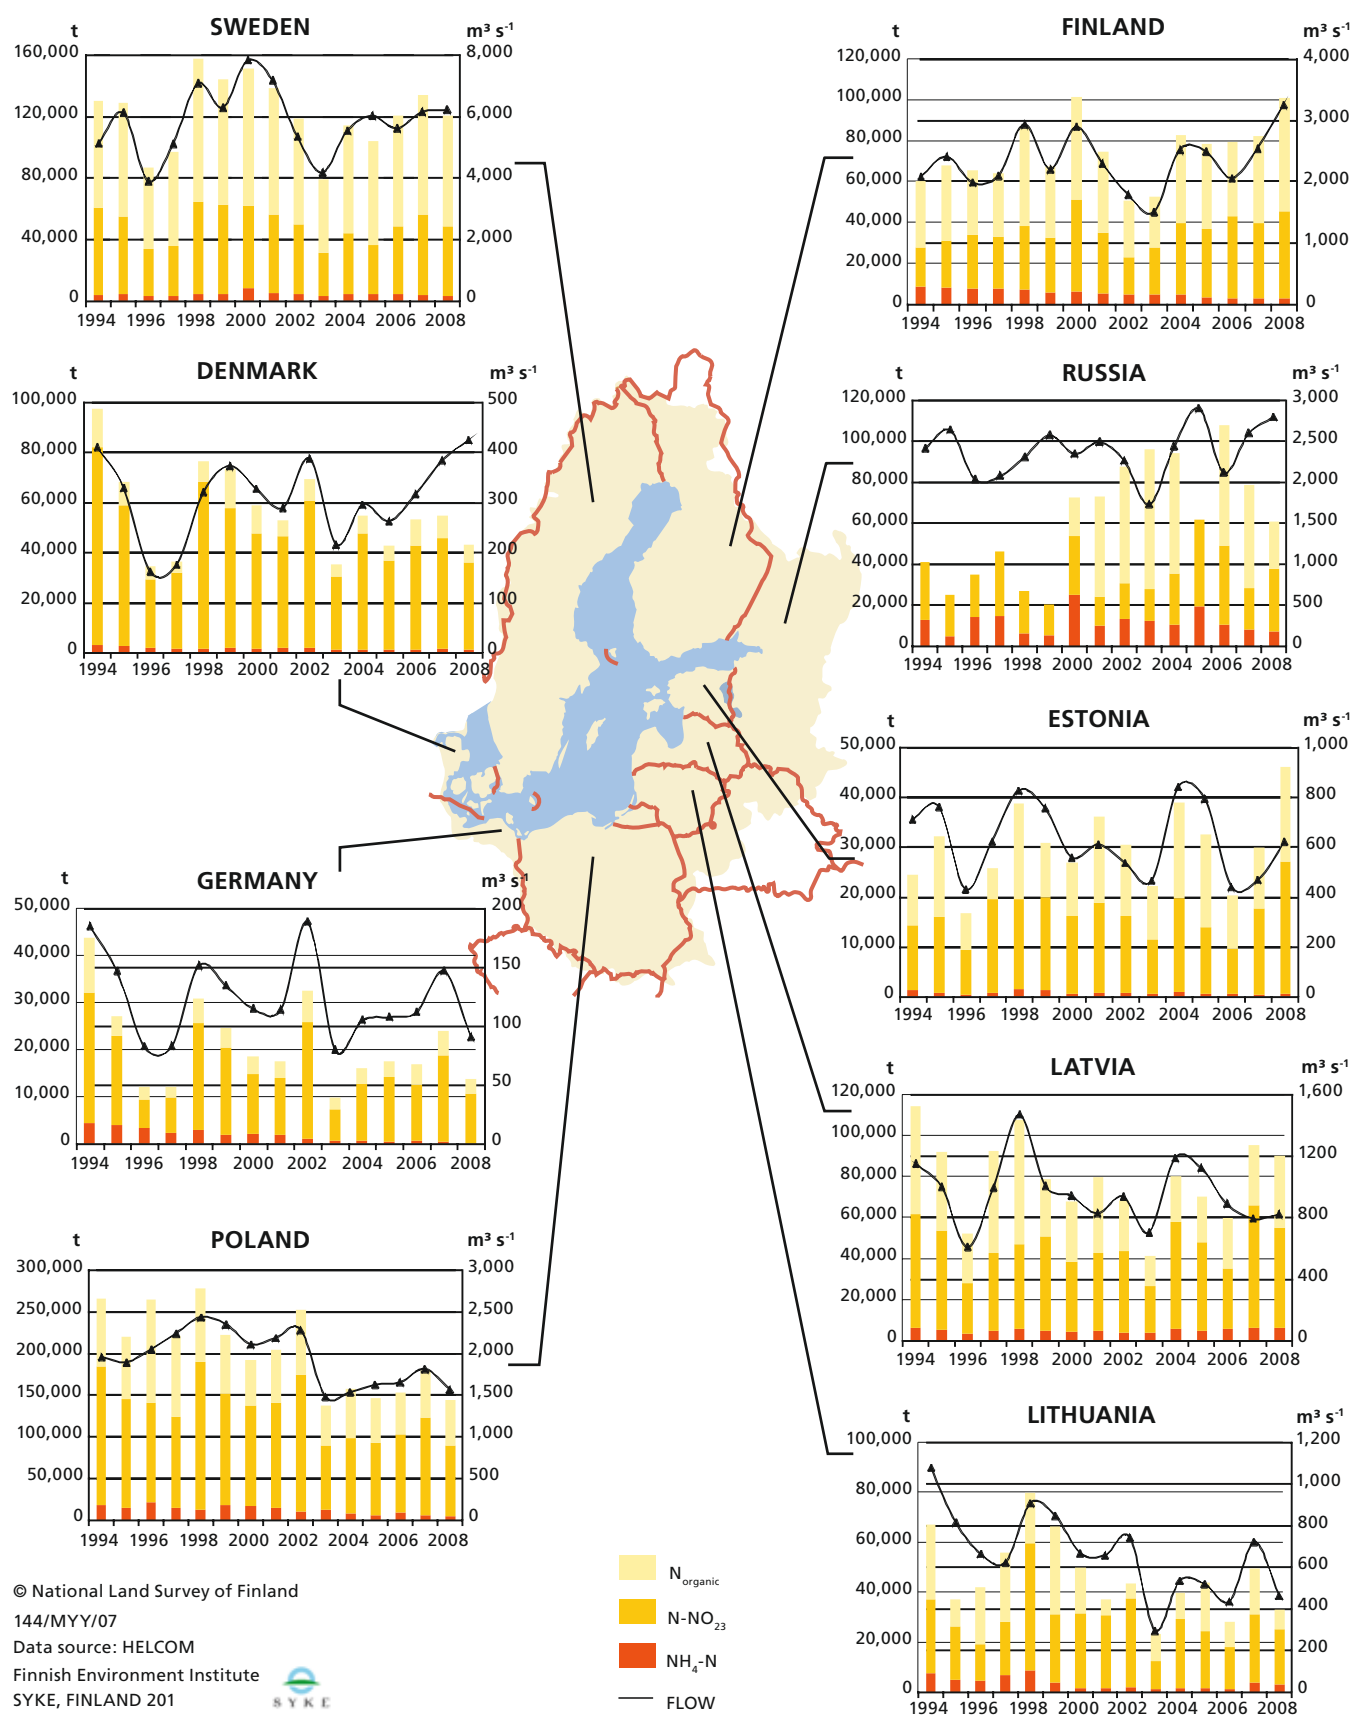 SWEDEN
t
m³ s⁻¹
160,000
120,000
80,000
40,000
0
8,000
6,000
4,000
2,000
0
1994 1996 1998 2000 2002 2004 2006 2008
FINLAND
t
m³ s⁻¹
120,000
100,000
80,000
60,000
40,000
20,000
0
4,000
3,000
2,000
1,000
0
1994 1996 1998 2000 2002 2004 2006 2008
DENMARK
t
m³ s⁻¹
100,000
80,000
60,000
40,000
20,000
0
500
400
300
200
100
0
1994 1996 1998 2000 2002 2004 2006 2008
RUSSIA
t
m³ s⁻¹
120,000
100,000
80,000
60,000
40,000
20,000
0
3,000
2,500
2,000
1,500
1,000
500
0
1994 1996 1998 2000 2002 2004 2006 2008
ESTONIA
t
m³ s⁻¹
50,000
40,000
30,000
20,000
10,000
0
1,000
800
600
400
200
0
1994 1996 1998 2000 2002 2004 2006 2008
GERMANY
t
m³ s⁻¹
50,000
40,000
30,000
20,000
10,000
0
200
150
100
50
0
1994 1996 1998 2000 2002 2004 2006 2008
LATVIA
t
m³ s⁻¹
120,000
100,000
80,000
60,000
40,000
20,000
0
1,600
1200
800
400
0
1994 1996 1998 2000 2002 2004 2006 2008
POLAND
t
m³ s⁻¹
300,000
250,000
200,000
150,000
100,000
50,000
0
3,000
2,500
2,000
1,500
1,000
500
0
1994 1996 1998 2000 2002 2004 2006 2008
LITHUANIA
t
m³ s⁻¹
100,000
80,000
60,000
40,000
20,000
0
1,200
1,000
800
600
400
200
0
1994 1996 1998 2000 2002 2004 2006 2008
N organic
N-NO₂₃
NH₄-N
FLOW
© National Land Survey of Finland
144/MYY/07
Data source: HELCOM
Finnish Environment Institute
SYKE, FINLAND 201
SYKE